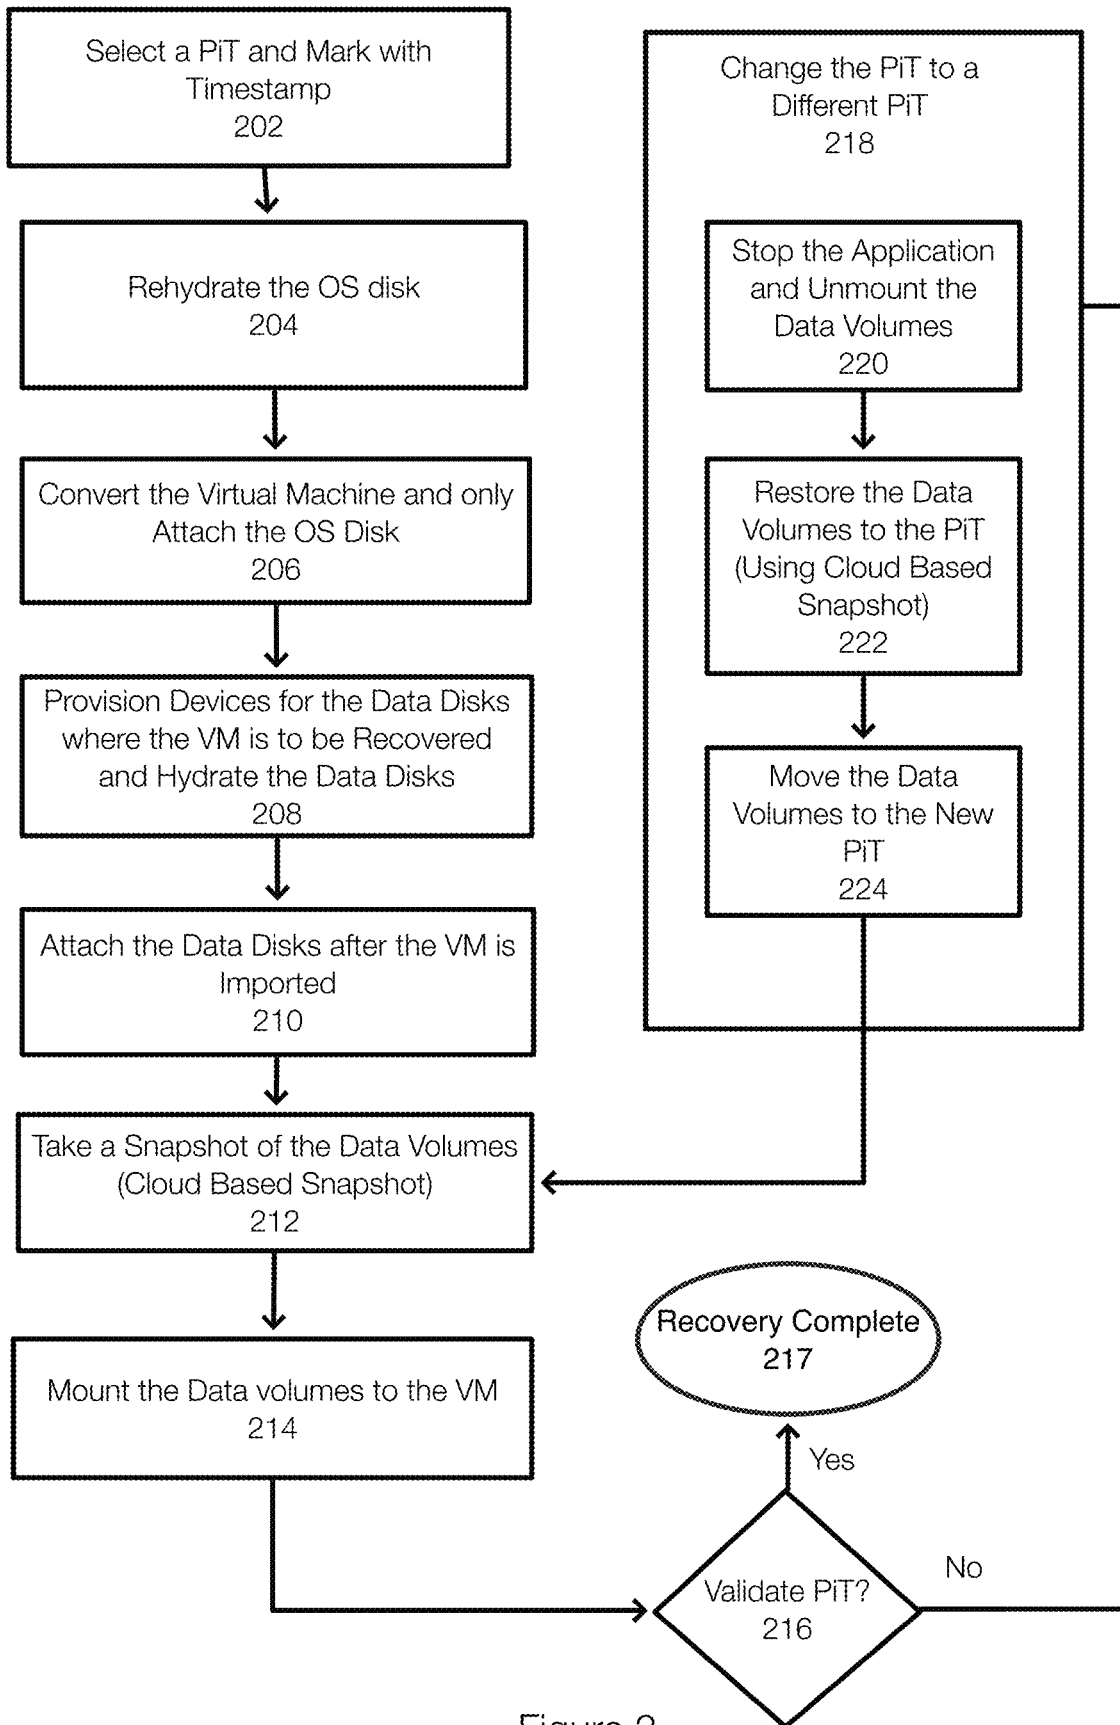 Select a PiT and Mark with
Timestamp
202
Rehydrate the OS disk
204
Convert the Virtual Machine and only
Attach the OS Disk
206
Provision Devices for the Data Disks
where the VM is to be Recovered
and Hydrate the Data Disks
208
Attach the Data Disks after the VM is
Imported
210
Take a Snapshot of the Data Volumes
(Cloud Based Snapshot)
212
Mount the Data volumes to the VM
214
Change the PiT to a
Different PiT
218
Stop the Application
and Unmount the
Data Volumes
220
Restore the Data
Volumes to the PiT
(Using Cloud Based
Snapshot)
222
Move the Data
Volumes to the New
PiT
224
Recovery Complete
217
Yes
No
Validate PiT?
216
Figure 2